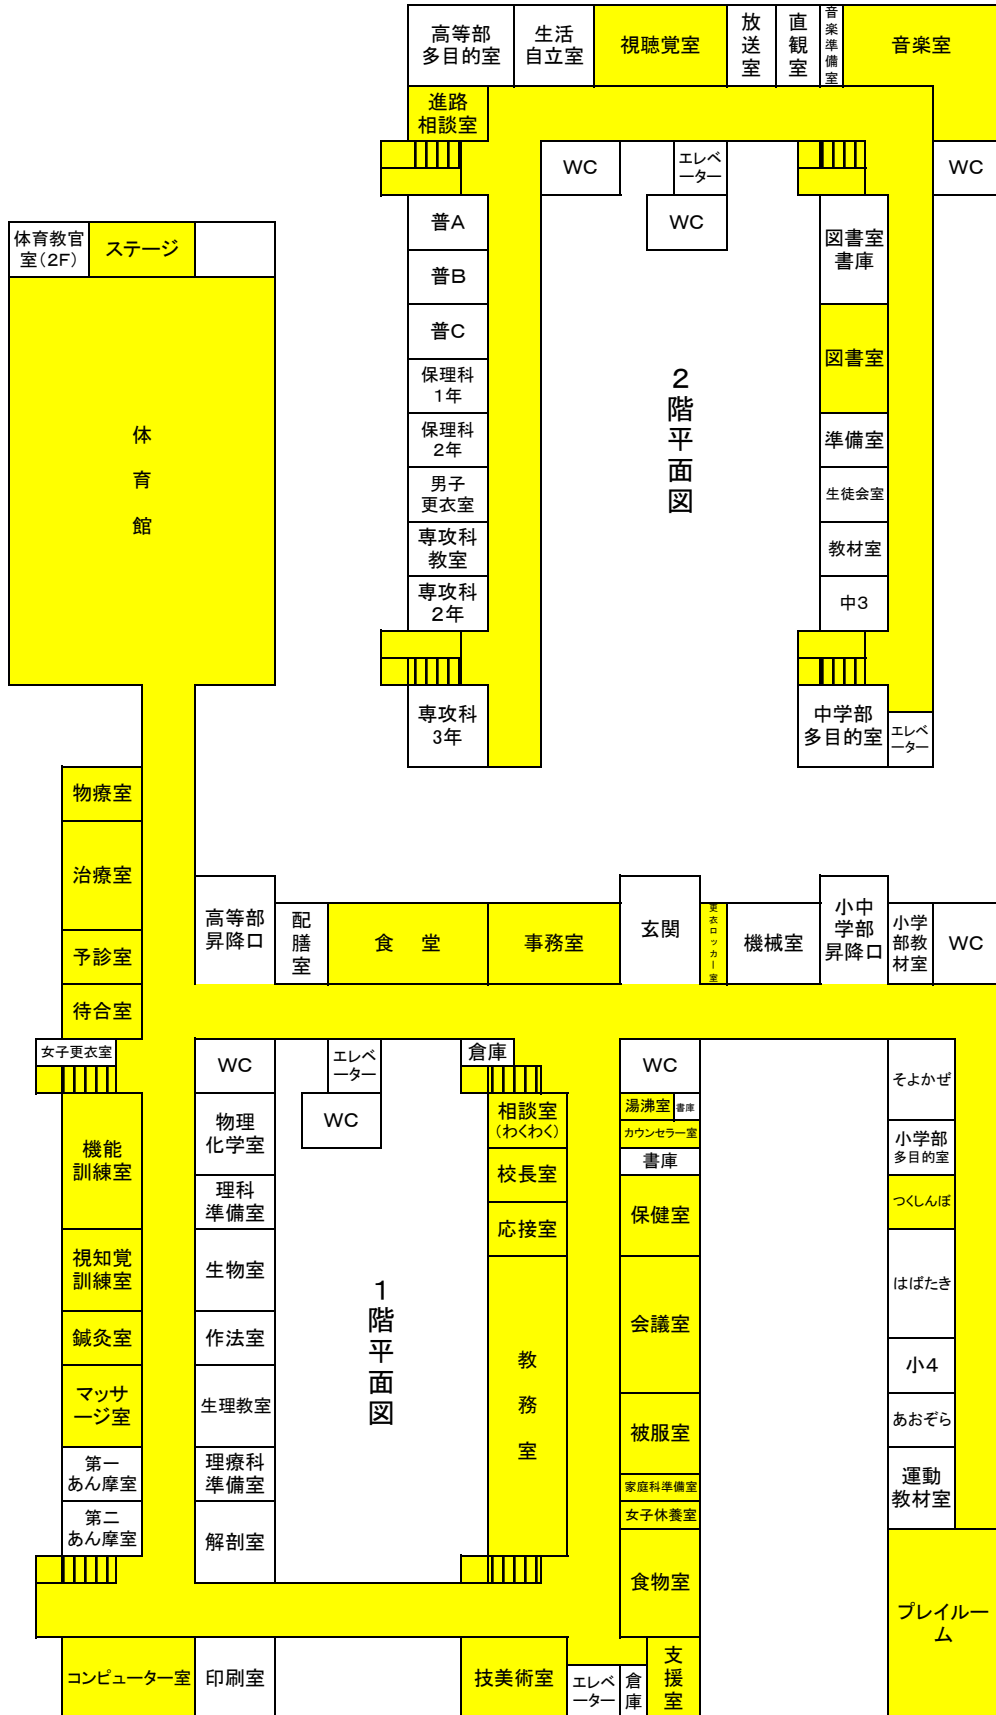 高等部
多目的室
生活
自立室
視聴覚室
放
送
室
直
観
室
音
楽
準
備
室
音楽室
進路
相談室
WC
エレベ
ーター
WC
WC
普A
普B
普C
保理科
1年
保理科
2年
男子
更衣室
専攻科
教室
専攻科
2年
専攻科
3年
2
階
平
面
図
図書室
書庫
図書室
準備室
生徒会室
教材室
中3
中学部
多目的室
エレベ
ーター
体育教官
室(2F)
ステージ
体
育
館
物療室
治療室
予診室
待合室
高等部
昇降口
配
膳
室
食 堂
事務室
玄関
更
衣
ロ
ッ
カ
ー
室
機械室
小中
学部
昇降口
小学
部教
材室
WC
女子更衣室
機能
訓練室
視知覚
訓練室
鍼灸室
マッサ
ージ室
第一
あん摩室
第二
あん摩室
コンピューター室
WC
物理
化学室
理科
準備室
生物室
作法室
生理教室
理療科
準備室
解剖室
印刷室
エレベ
ーター
WC
1
階
平
面
図
倉庫
相談室
(わくわく)
校長室
応接室
教
務
室
技美術室
エレベ
ーター
倉
庫
支
援
室
WC
湯沸室
書庫
カウンセラー室
書庫
保健室
会議室
被服室
家庭科準備室
女子休養室
食物室
そよかぜ
小学部
多目的室
つくしんぼ
はばたき
小4
あおぞら
運動
教材室
プレイルー
ム